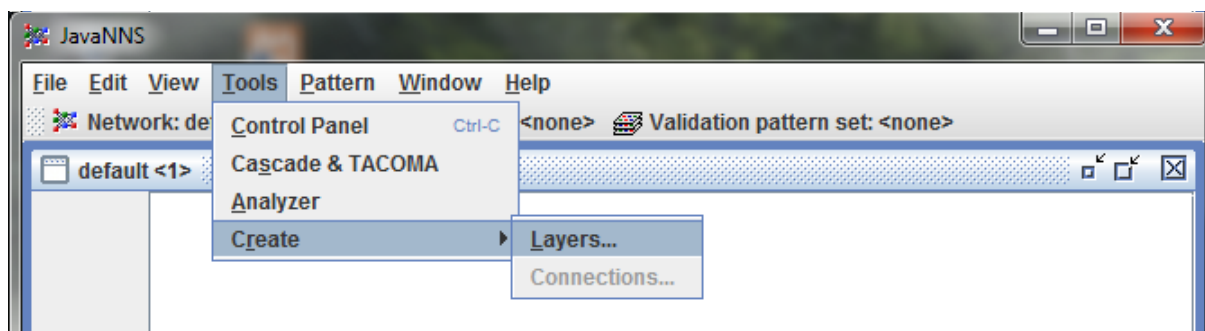 JavaNNS
File Edit View Tools Pattern Window Help
Network: de <none> Validation pattern set: <none>
Control Panel Ctrl-C
default <1>
Cascade & TACOMA
Analyzer
Create Layers...
Connections...